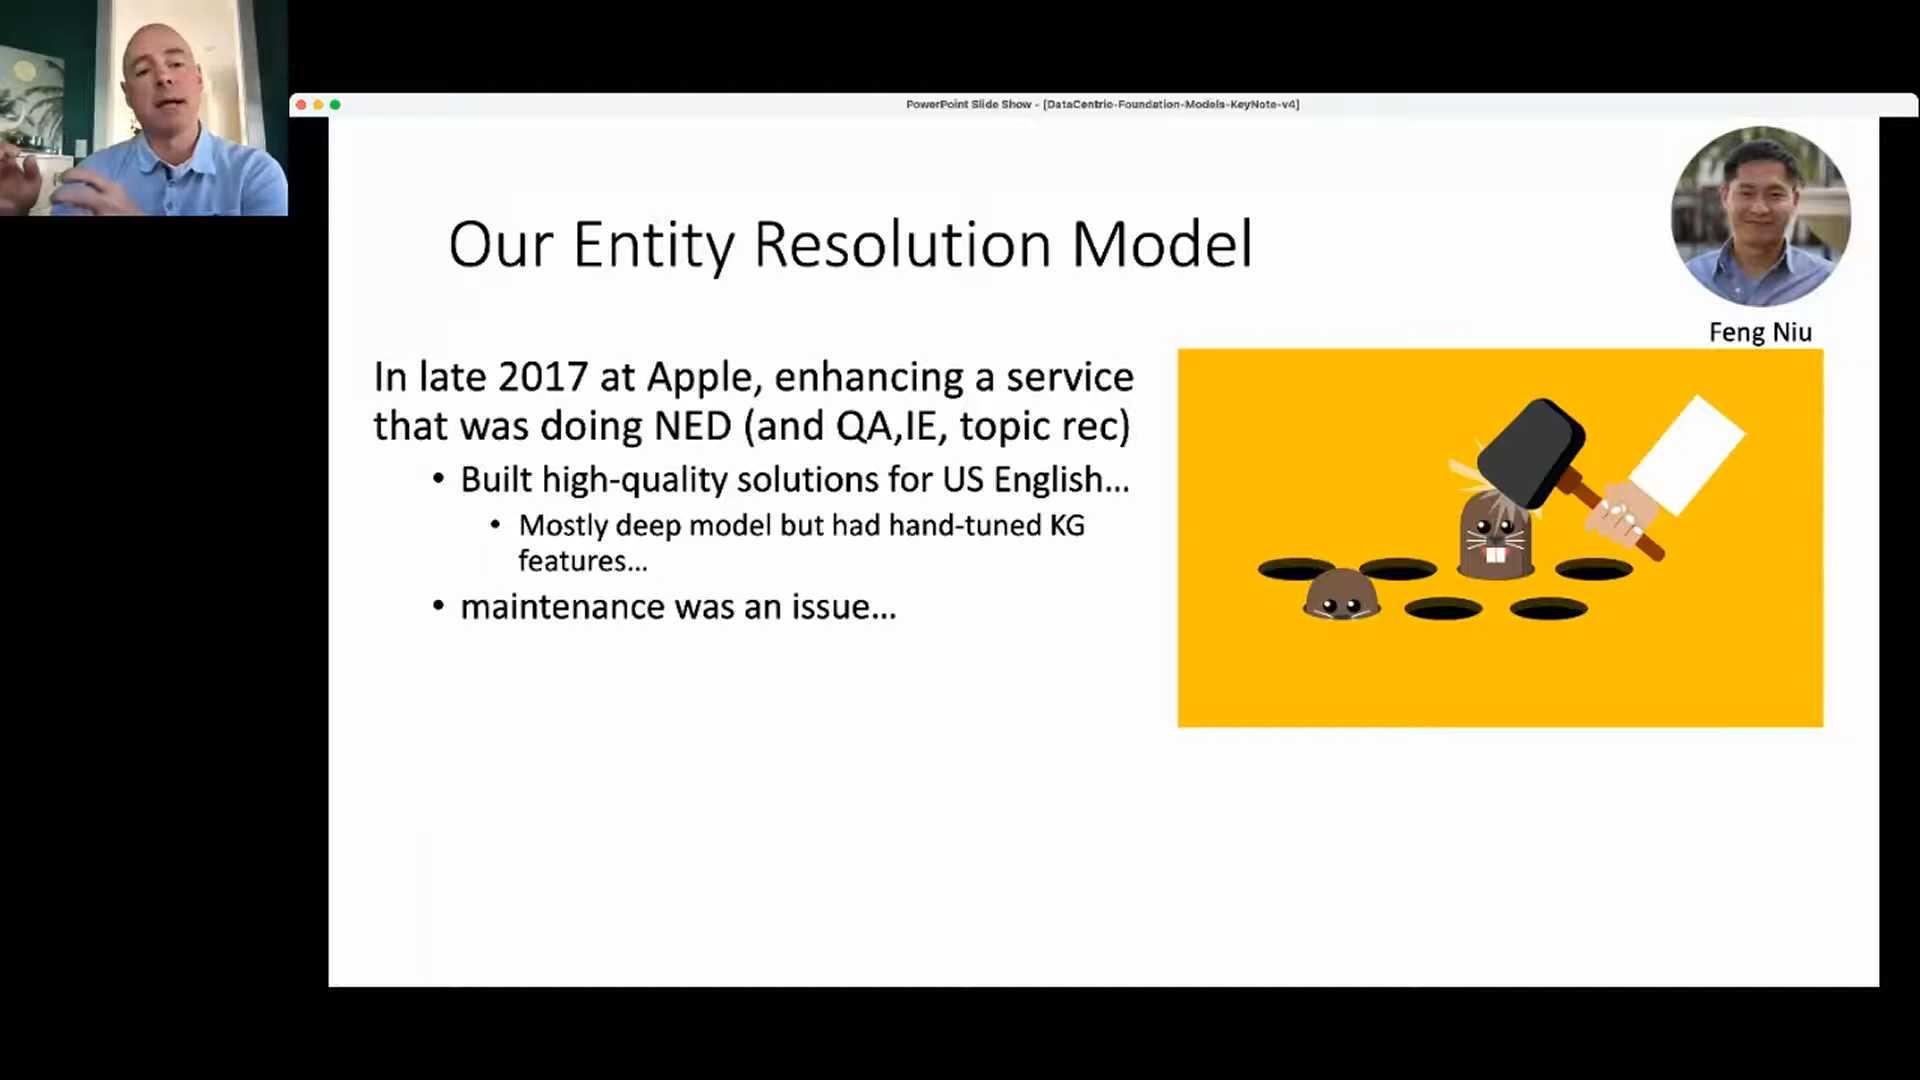 PowerPoint Slide Show - [DataCentric-Foundation-Models-KeyNote-v4]
Our Entity Resolution Model
Feng Niu
In late 2017 at Apple, enhancing a service
that was doing NED (and QA,IE, topic rec)
• Built high-quality solutions for US English...
• Mostly deep model but had hand-tuned KG
features...
• maintenance was an issue...